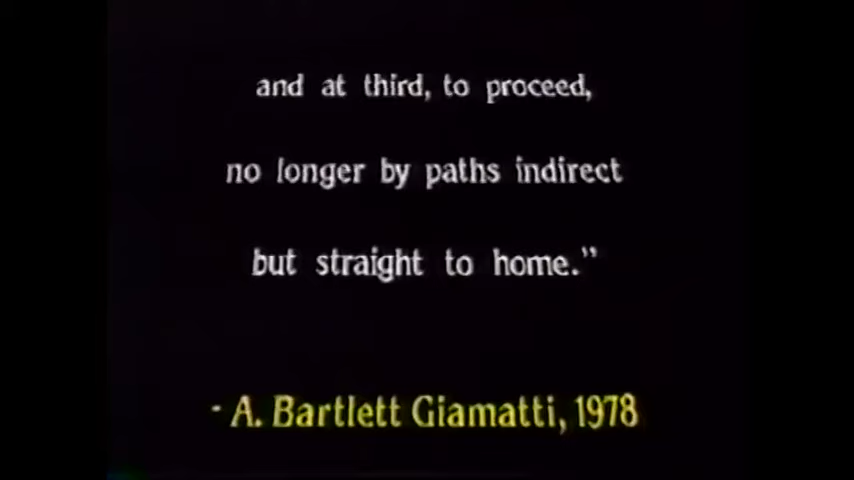 and at third, to proceed,
no longer by paths indirect
but straight to home."
- A. Bartlett Giamatti, 1978